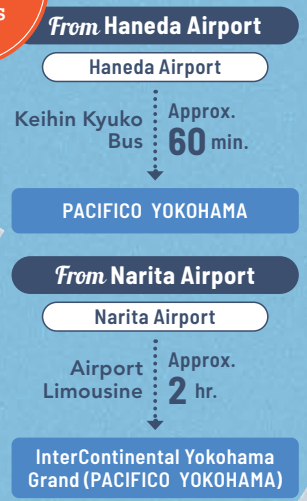 s
From Haneda Airport
Haneda Airport
Keihin Kyuko
Bus
Approx.
60 min.
PACIFICO YOKOHAMA
From Narita Airport
Narita Airport
Airport
Limousine
Approx.
2 hr.
InterContinental Yokohama
Grand (PACIFICO YOKOHAMA)